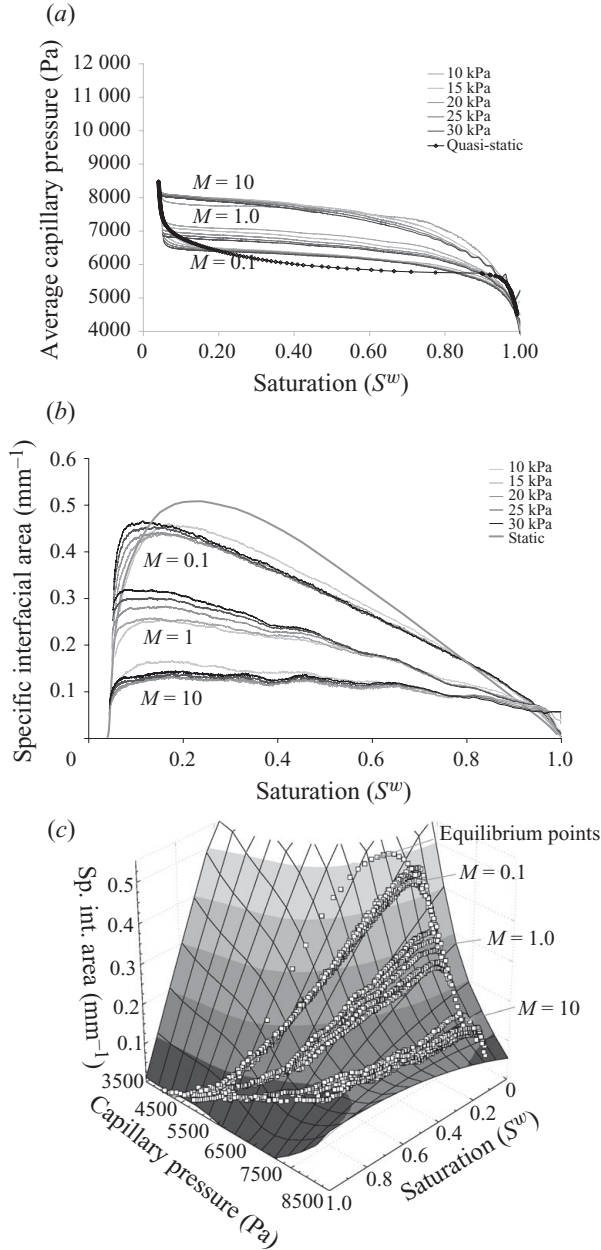 (a)
Average capillary pressure (Pa)
12 000
11 000
10 000
9000
8000
7000
6000
5000
4000
10 kPa
15 kPa
20 kPa
25 kPa
30 kPa
Quasi-static
M = 10
M = 1.0
M = 0.1
0 0.20 0.40 0.60 0.80 1.00
Saturation (Sʷ)
(b)
Specific interfacial area (mm⁻¹)
0.6
0.5
0.4
0.3
0.2
0.1
10 kPa
15 kPa
20 kPa
25 kPa
30 kPa
Static
M = 0.1
M = 1
M = 10
0 0.2 0.4 0.6 0.8 1.0
Saturation (Sʷ)
(c)
Equilibrium points
M = 0.1
M = 1.0
M = 10
Sp. int. area (mm⁻¹)
0.5
0.4
0.3
0.2
0.1
3500
4500
5500
6500
7500
8500
Capillary pressure (Pa)
0
0.2
0.4
0.6
0.8
1.0
Saturation (Sʷ)